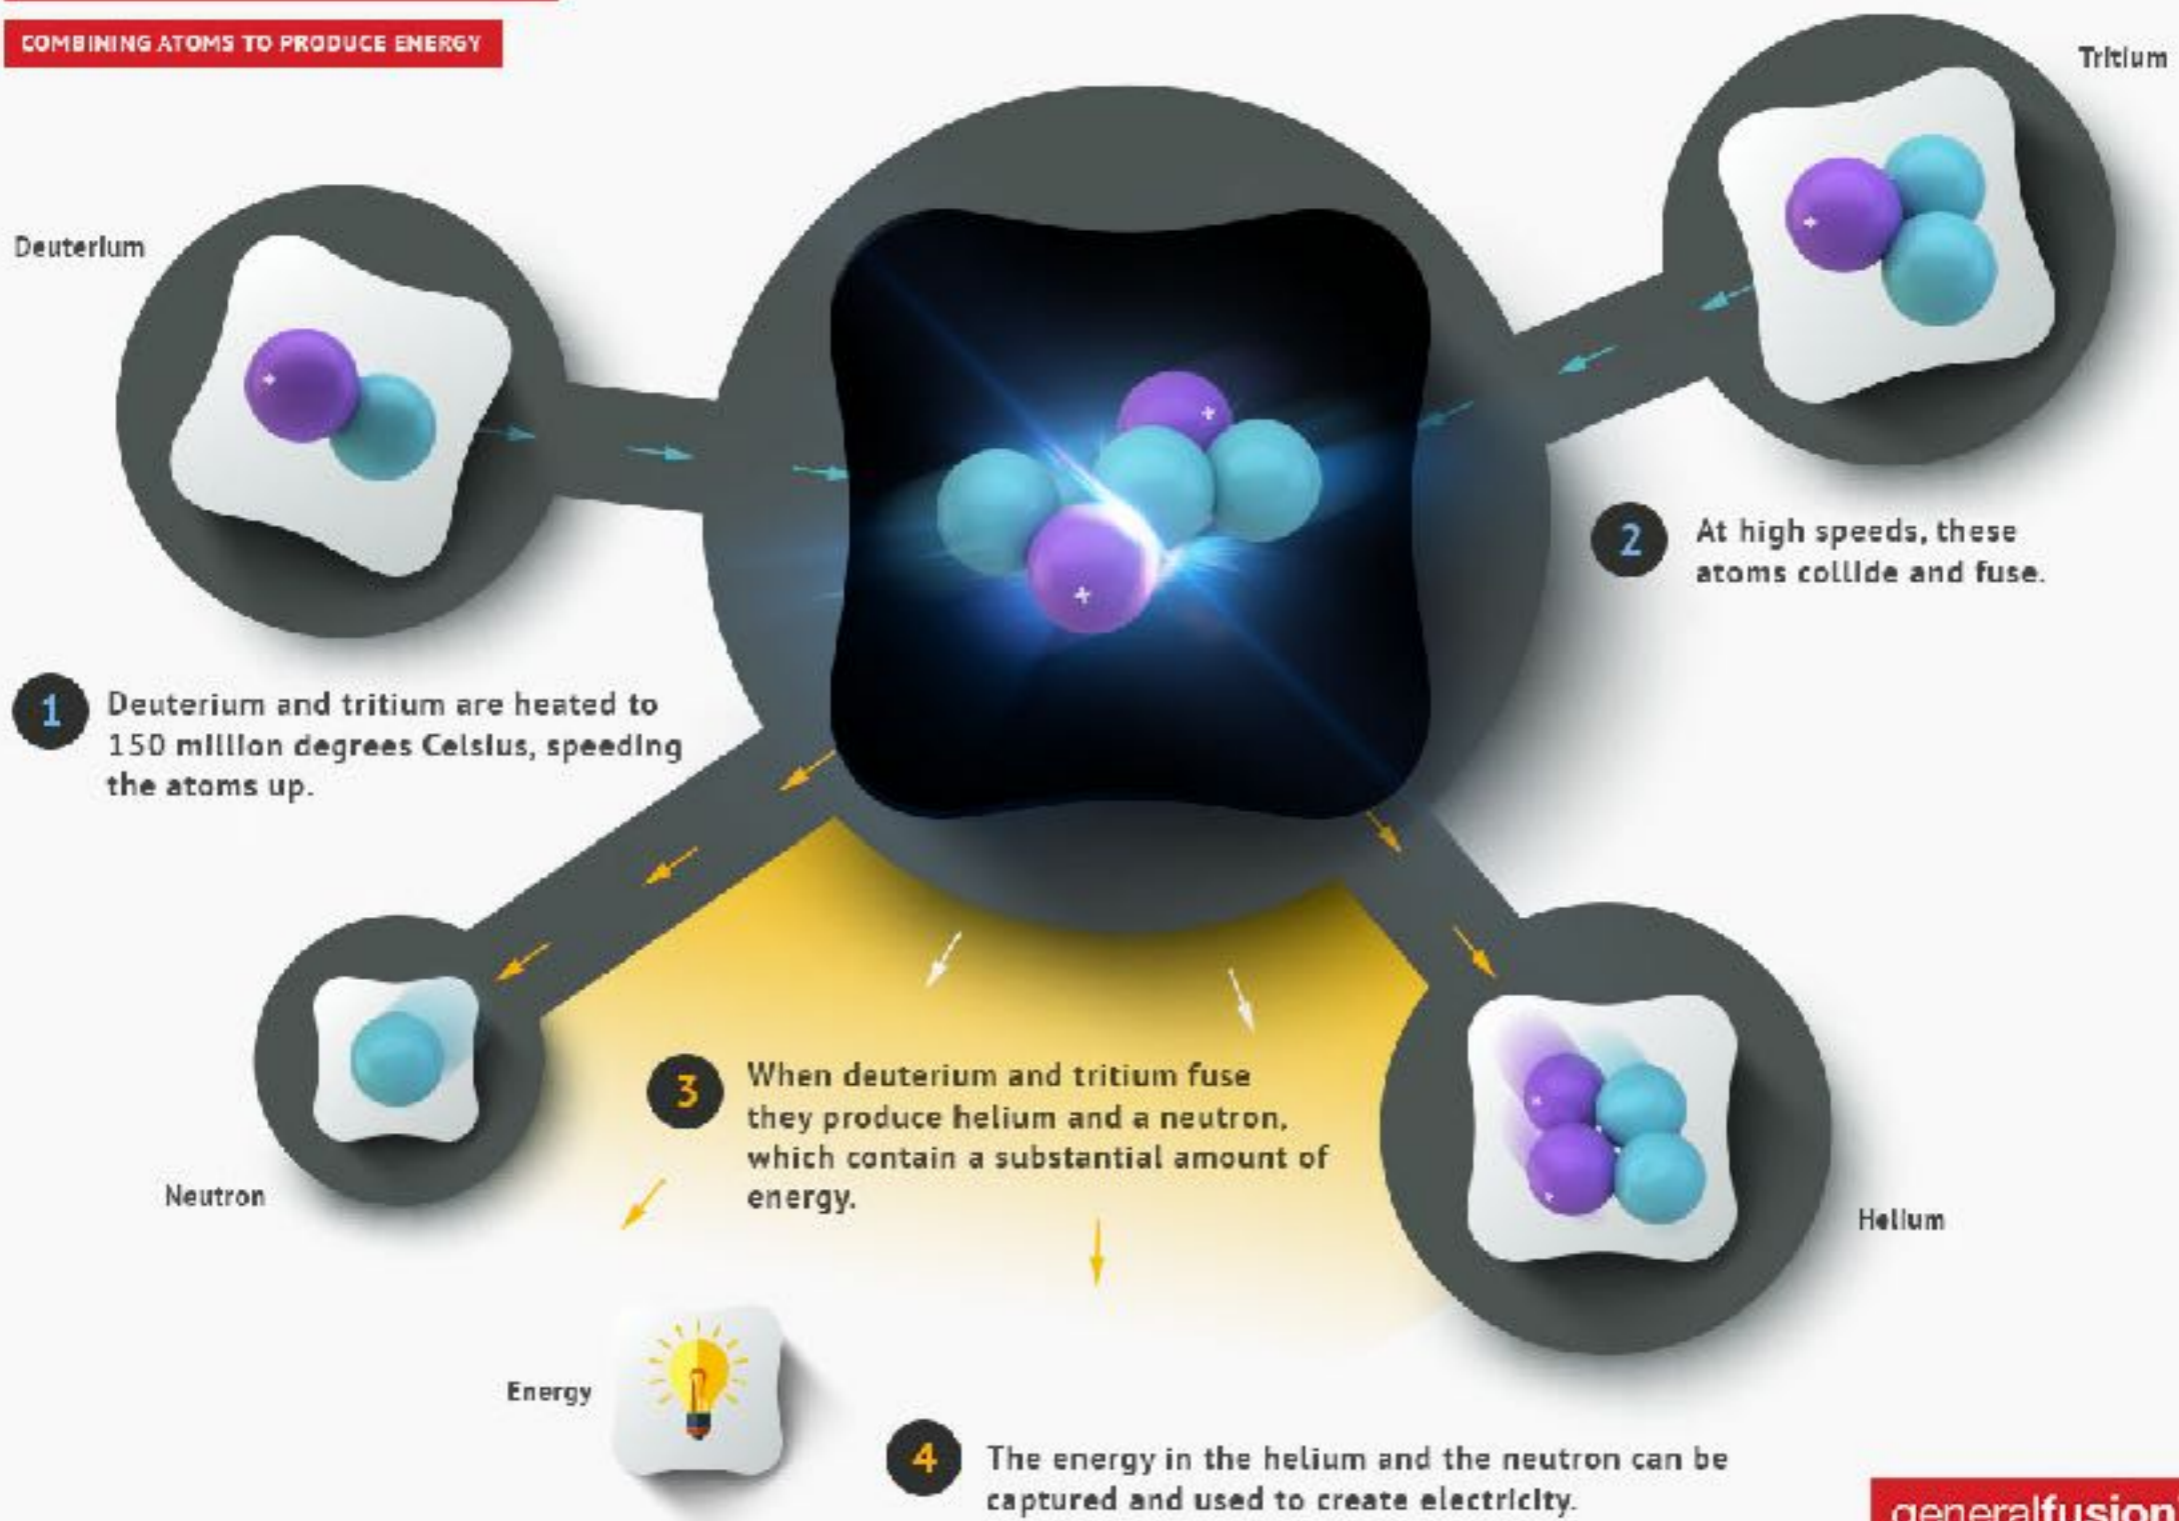 COMBINING ATOMS TO PRODUCE ENERGY
Tritium
Deuterium
2 At high speeds, these
atoms collide and fuse.
1 Deuterium and tritium are heated to
150 million degrees Celsius, speeding
the atoms up.
3 When deuterium and tritium fuse
they produce helium and a neutron,
which contain a substantial amount of
energy.
Neutron
Helium
Energy
4 The energy in the helium and the neutron can be
captured and used to create electricity.
generalfusion